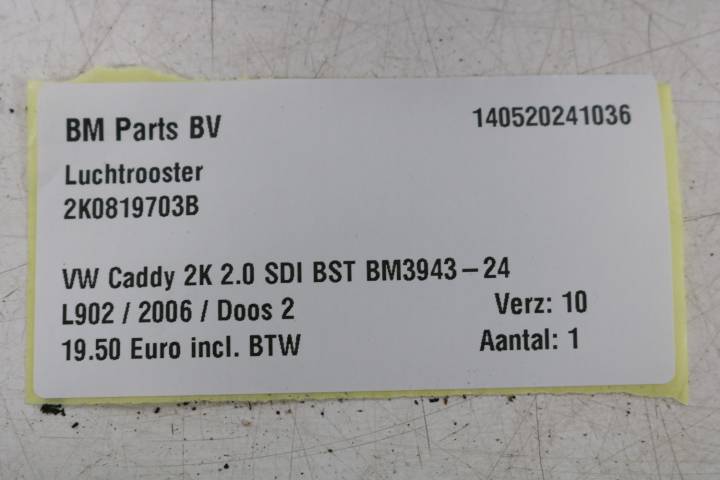 BM Parts BV 140520241036
Luchtrooster
2K0819703B
VW Caddy 2K 2.0 SDI BST BM3943-24
L902 / 2006 / Doos 2 Verz: 10
19.50 Euro incl. BTW Aantal: 1